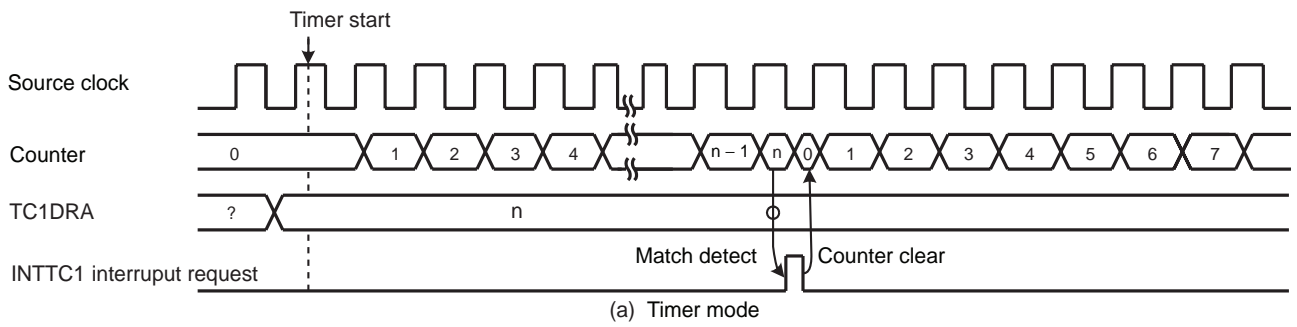 Timer start
Source clock
Counter 0 1 2 3 4 n – 1 n 0 1 2 3 4 5 6 7
TC1DRA ? n
Match detect Counter clear
INTTC1 interruput request
(a) Timer mode